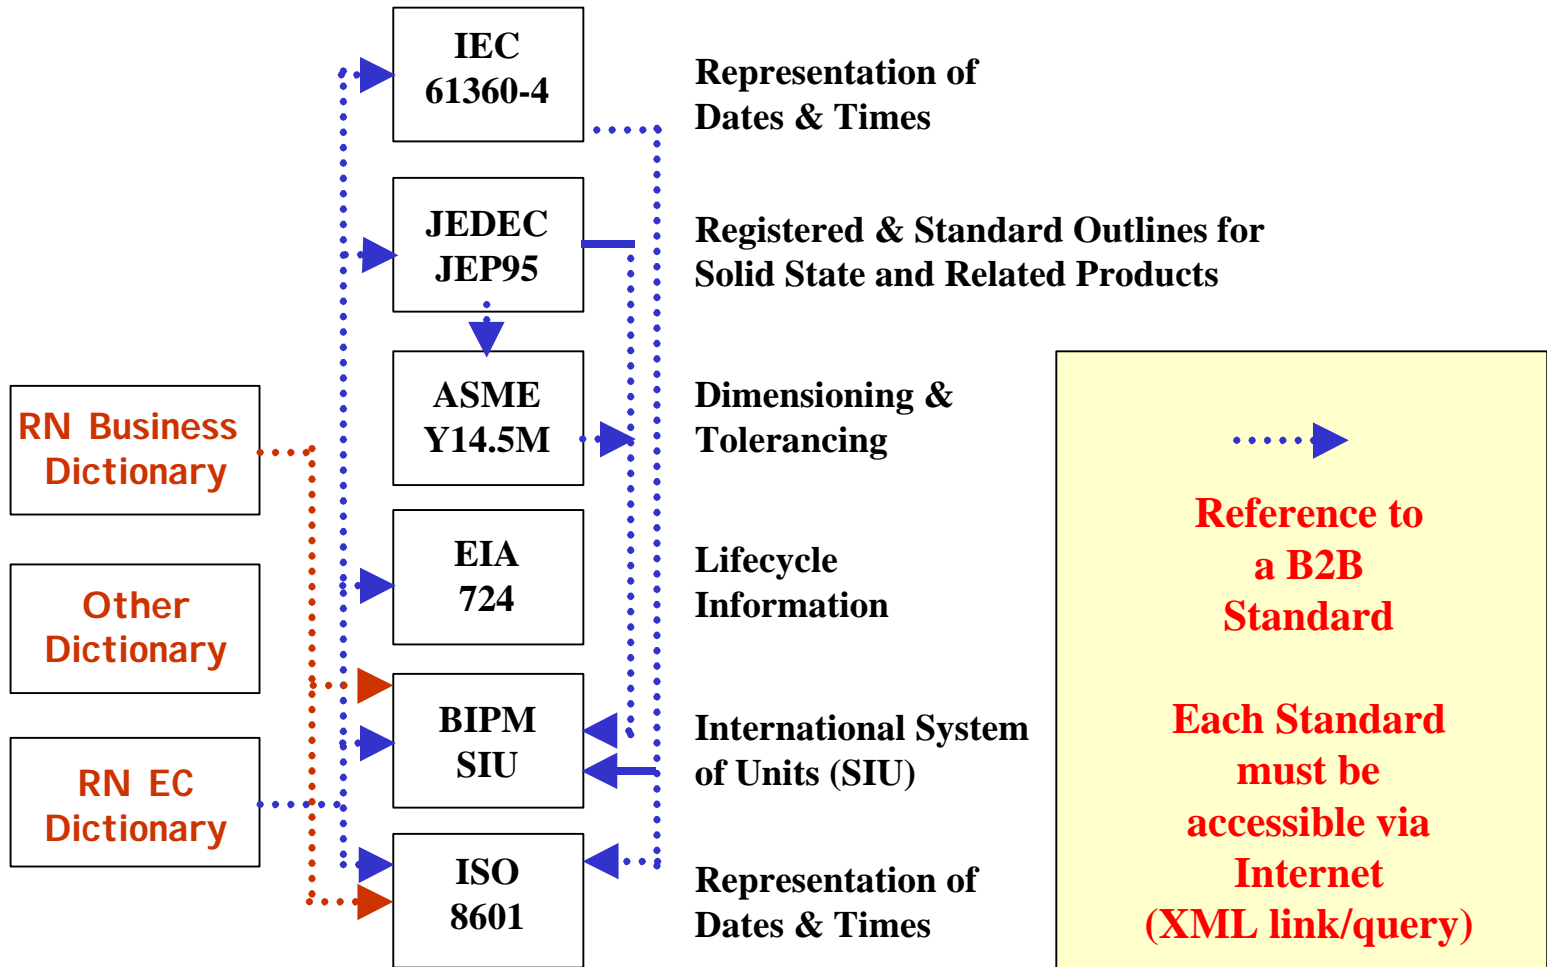 IEC
61360-4
Representation of
Dates & Times
JEDEC
JEP95
Registered & Standard Outlines for
Solid State and Related Products
ASME
Y14.5M
Dimensioning &
Tolerancing
RN Business
Dictionary
EIA
724
Lifecycle
Information
Other
Dictionary
BIPM
SIU
International System
of Units (SIU)
RN EC
Dictionary
ISO
8601
Representation of
Dates & Times
Reference to
a B2B
Standard
Each Standard
must be
accessible via
Internet
(XML link/query)